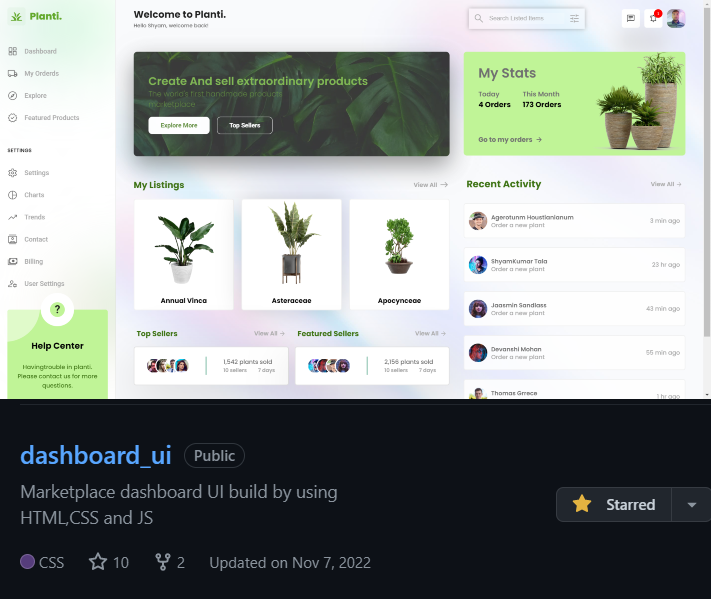 Planti.
Dashboard
My Orderds
Explore
Featured Products
SETTINGS
Settings
Charts
Trends
Contact
Billing
User Settings
?
Help Center
Havingtrouble in planti.
Please contact us for more
questions.
Welcome to Planti.
Hello Shyam, welcome back!
Search Listed Items
Create And sell extraordinary products
The world's first handmade product
marketplace
Explore More
Top Sellers
My Stats
Today
This Month
4 Orders
173 Orders
Go to my orders →
My Listings
View All →
Annual Vinca
Asteraceae
Apocynceae
Top Sellers
View All →
1,542 plants sold
10 sellers
7 days
Featured Sellers
View All →
2,156 plants sold
10 sellers
7 days
Recent Activity
View All →
Agerotunm Houstianionum
Order a new plant
3 min ago
ShyamKumar Tala
Order a new plant
23 hr ago
Jaasmin Sandlass
Order a new plant
43 min ago
Devanshi Mohan
Order a new plant
55 min ago
Thomas Grrece
1 hr ago
dashboard_ui
Public
Marketplace dashboard UI build by using
HTML,CSS and JS
Starred
CSS
10
2
Updated on Nov 7, 2022